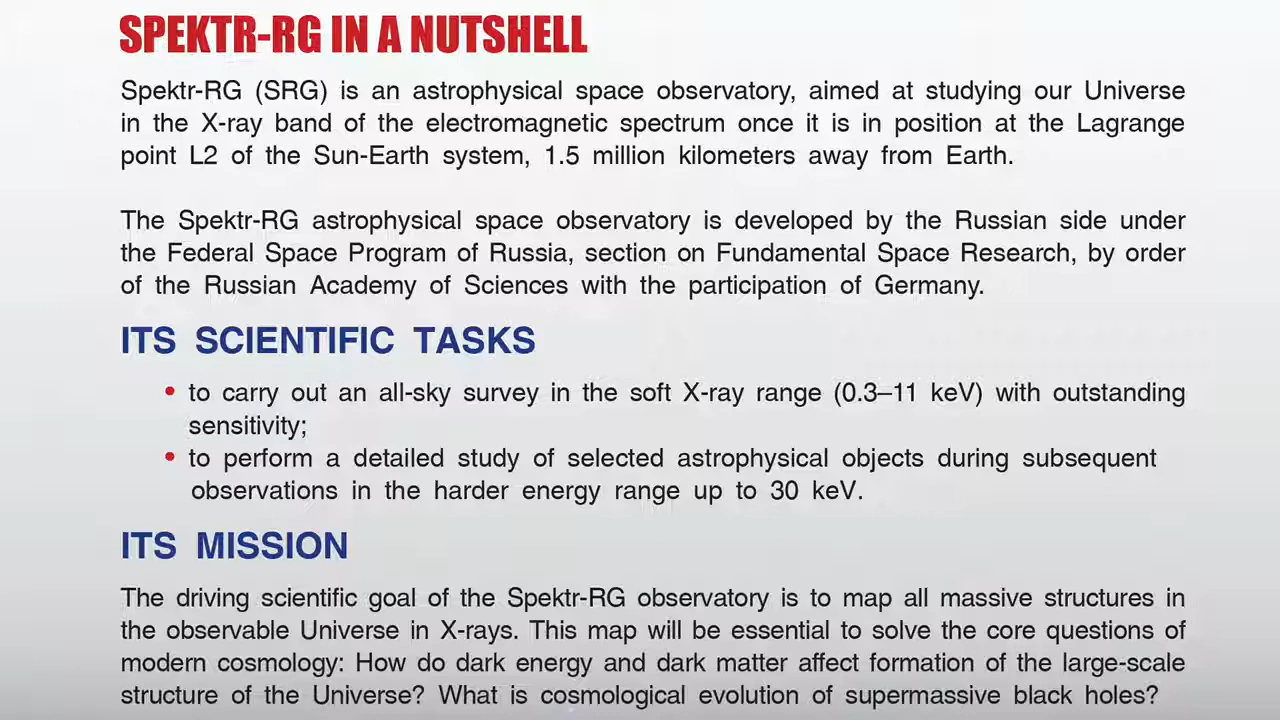 SPEKTR-RG IN A NUTSHELL
Spektr-RG (SRG) is an astrophysical space observatory, aimed at studying our Universe
in the X-ray band of the electromagnetic spectrum once it is in position at the Lagrange
point L2 of the Sun-Earth system, 1.5 million kilometers away from Earth.
The Spektr-RG astrophysical space observatory is developed by the Russian side under
the Federal Space Program of Russia, section on Fundamental Space Research, by order
of the Russian Academy of Sciences with the participation of Germany.
ITS SCIENTIFIC TASKS
• to carry out an all-sky survey in the soft X-ray range (0.3–11 keV) with outstanding
sensitivity;
• to perform a detailed study of selected astrophysical objects during subsequent
observations in the harder energy range up to 30 keV.
ITS MISSION
The driving scientific goal of the Spektr-RG observatory is to map all massive structures in
the observable Universe in X-rays. This map will be essential to solve the core questions of
modern cosmology: How do dark energy and dark matter affect formation of the large-scale
structure of the Universe? What is cosmological evolution of supermassive black holes?